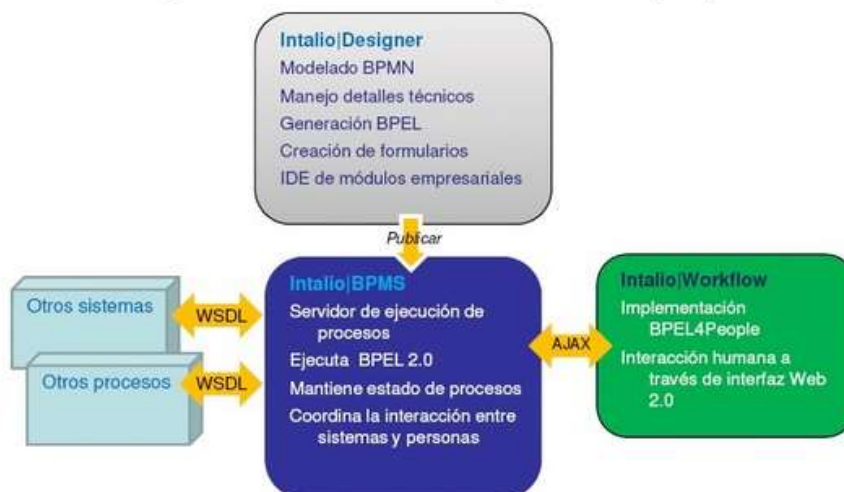 Intalio|Designer
Modelado BPMN
Manejo detalles técnicos
Generación BPEL
Creación de formularios
IDE de módulos empresariales
Publicar
Otros sistemas
WSDL
Otros procesos
WSDL
Intalio|BPMS
Servidor de ejecución de
procesos
Ejecuta BPEL 2.0
Mantiene estado de procesos
Coordina la interacción entre
sistemas y personas
AJAX
Intalio|Workflow
Implementación
BPEL4People
Interacción humana a
través de interfaz Web
2.0